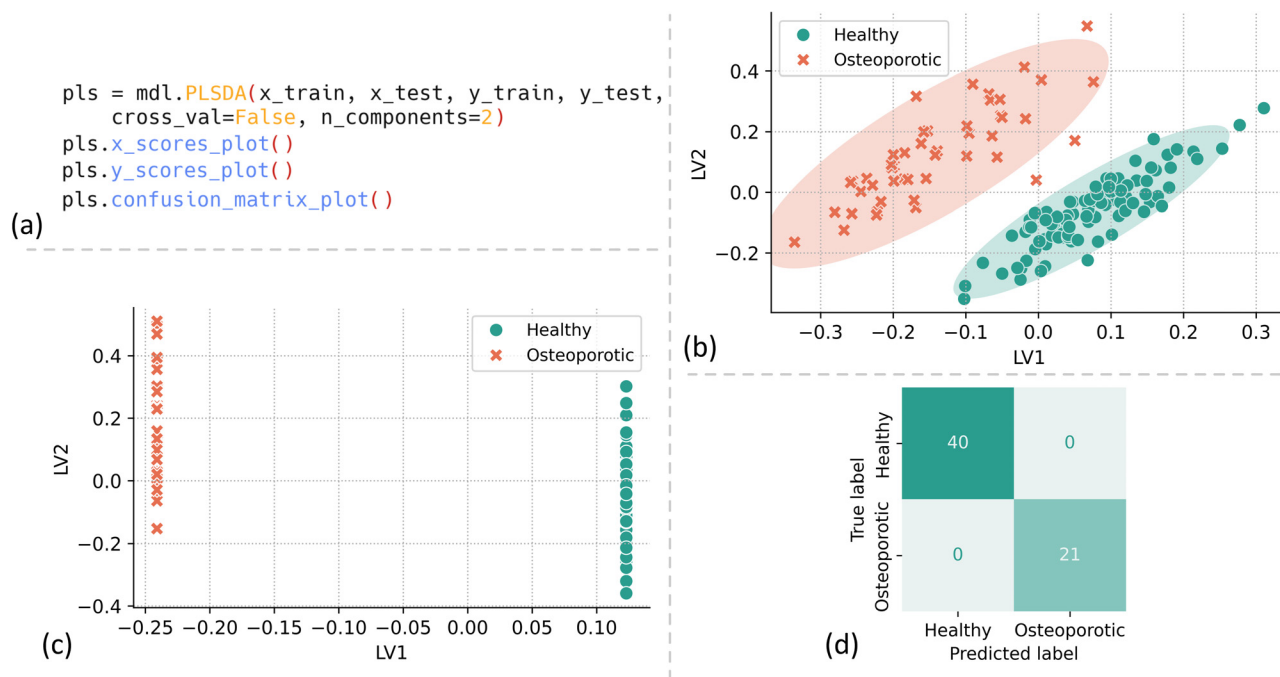 pls = mdl.PLSDA(x_train, x_test, y_train, y_test,
cross_val=False, n_components=2)
pls.x_scores_plot()
pls.y_scores_plot()
pls.confusion_matrix_plot()
(a)
Healthy
Osteoporotic
0.4
0.2
0.0
−0.2
LV2
−0.3 −0.2 −0.1 0.0 0.1 0.2 0.3
LV1
(b)
Healthy
Osteoporotic
0.4
0.2
0.0
−0.2
−0.4
LV2
−0.25 −0.20 −0.15 −0.10 −0.05 0.00 0.05 0.10
LV1
(c)
True label
Healthy
Osteoporotic
40 0
0 21
Healthy Osteoporotic
Predicted label
(d)